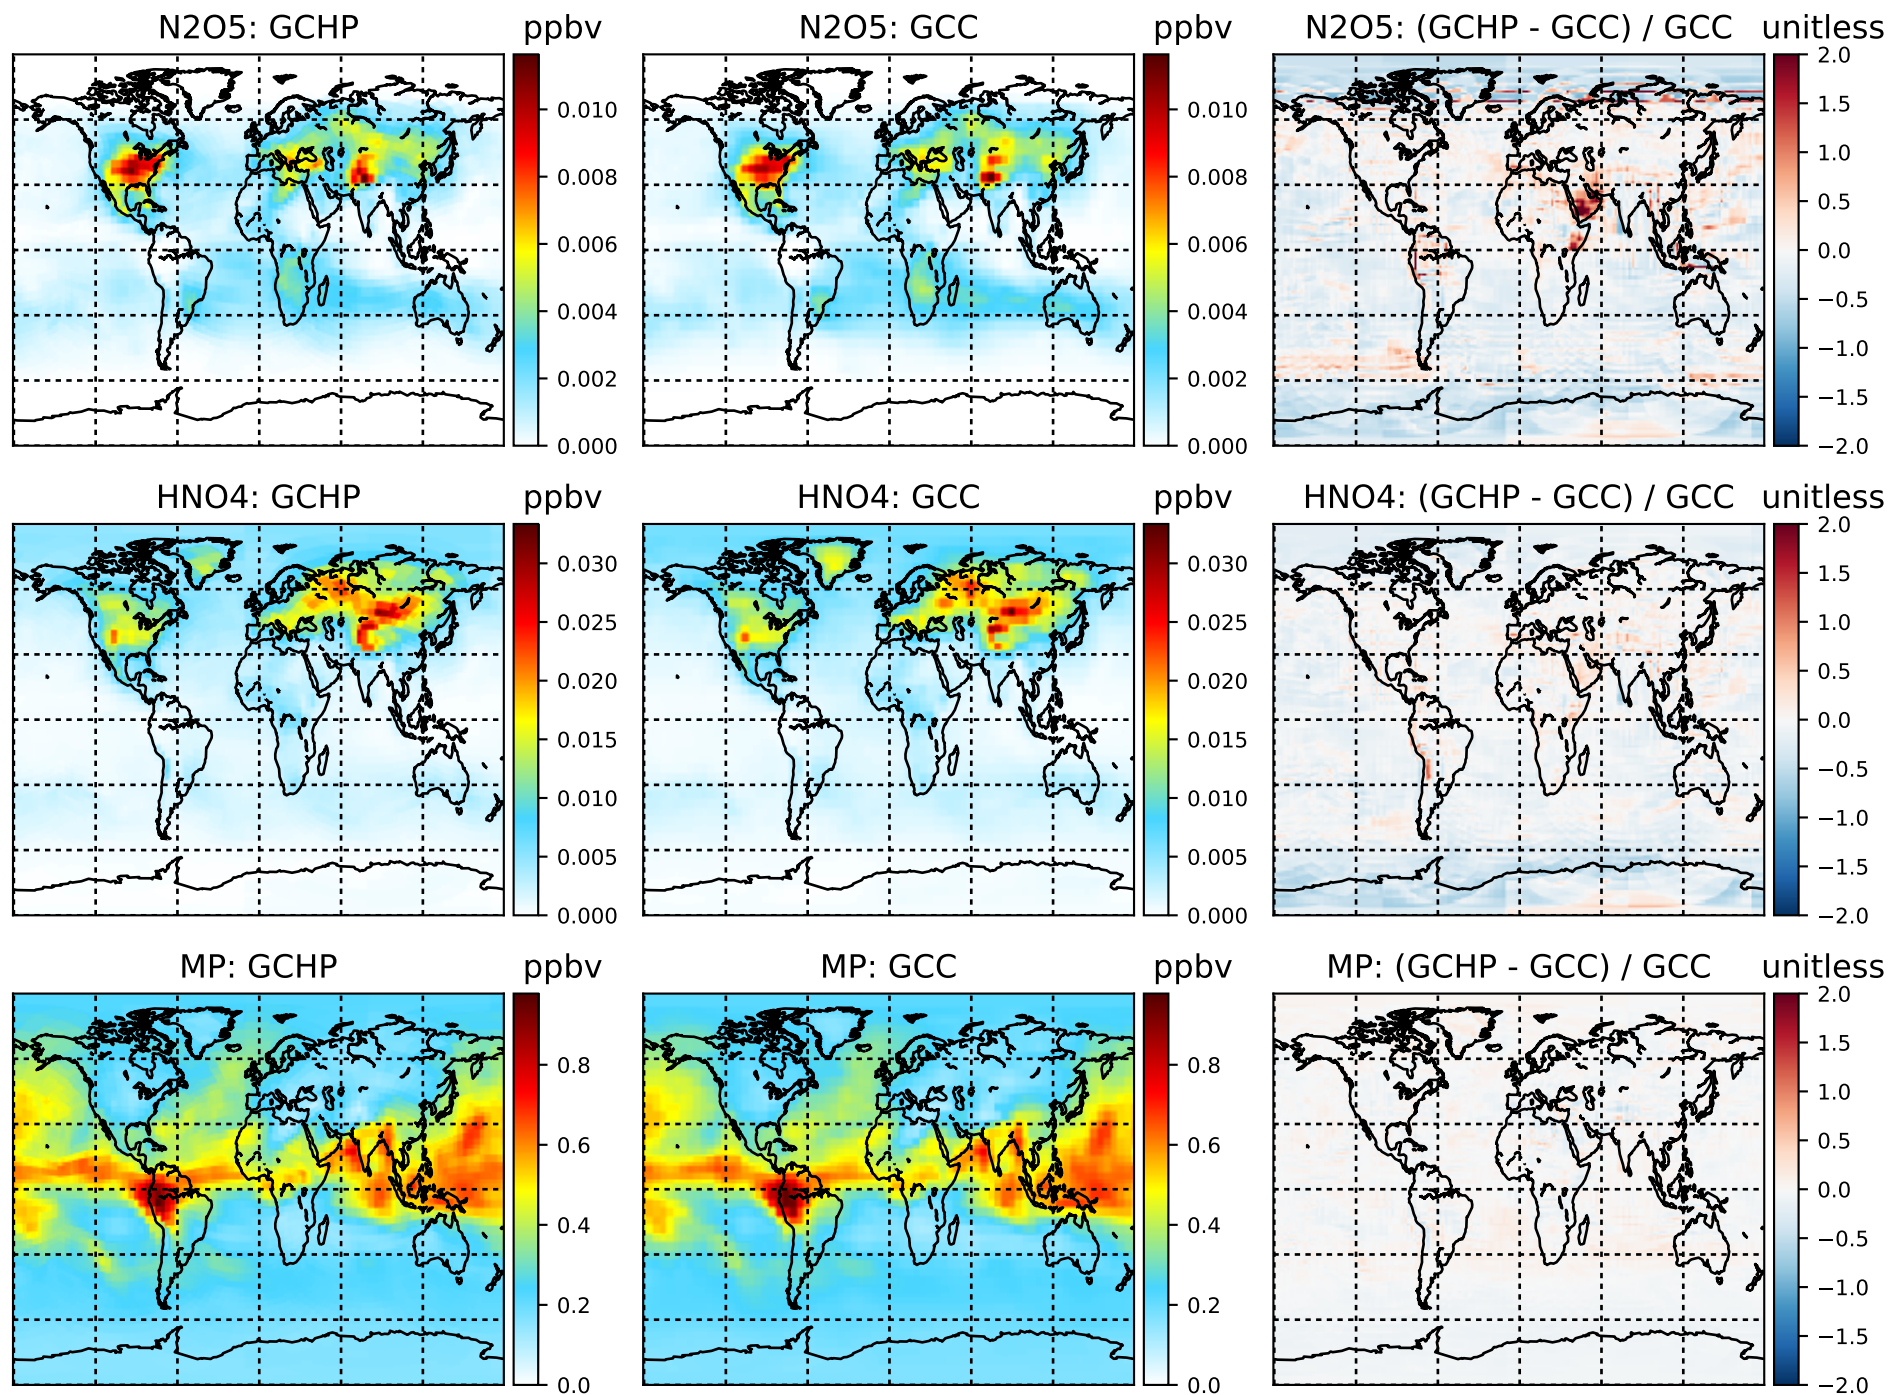 N2O5: GCHP ppbv N2O5: GCC ppbv N2O5: (GCHP - GCC) / GCC unitless
0.010 0.010 2.0
0.008 0.008 1.5
0.006 0.006 1.0
0.004 0.004 0.5
0.002 0.002 0.0
0.000 0.000 −0.5
−1.0
−1.5
−2.0
HNO4: GCHP ppbv HNO4: GCC ppbv HNO4: (GCHP - GCC) / GCC unitless
0.030 0.030 2.0
0.025 0.025 1.5
0.020 0.020 1.0
0.015 0.015 0.5
0.010 0.010 0.0
0.005 0.005 −0.5
0.000 0.000 −1.0
−1.5
−2.0
MP: GCHP ppbv MP: GCC ppbv MP: (GCHP - GCC) / GCC unitless
0.8 0.8 2.0
0.6 0.6 1.5
0.4 0.4 1.0
0.2 0.2 0.5
0.0 0.0 0.0
−0.5
−1.0
−1.5
−2.0